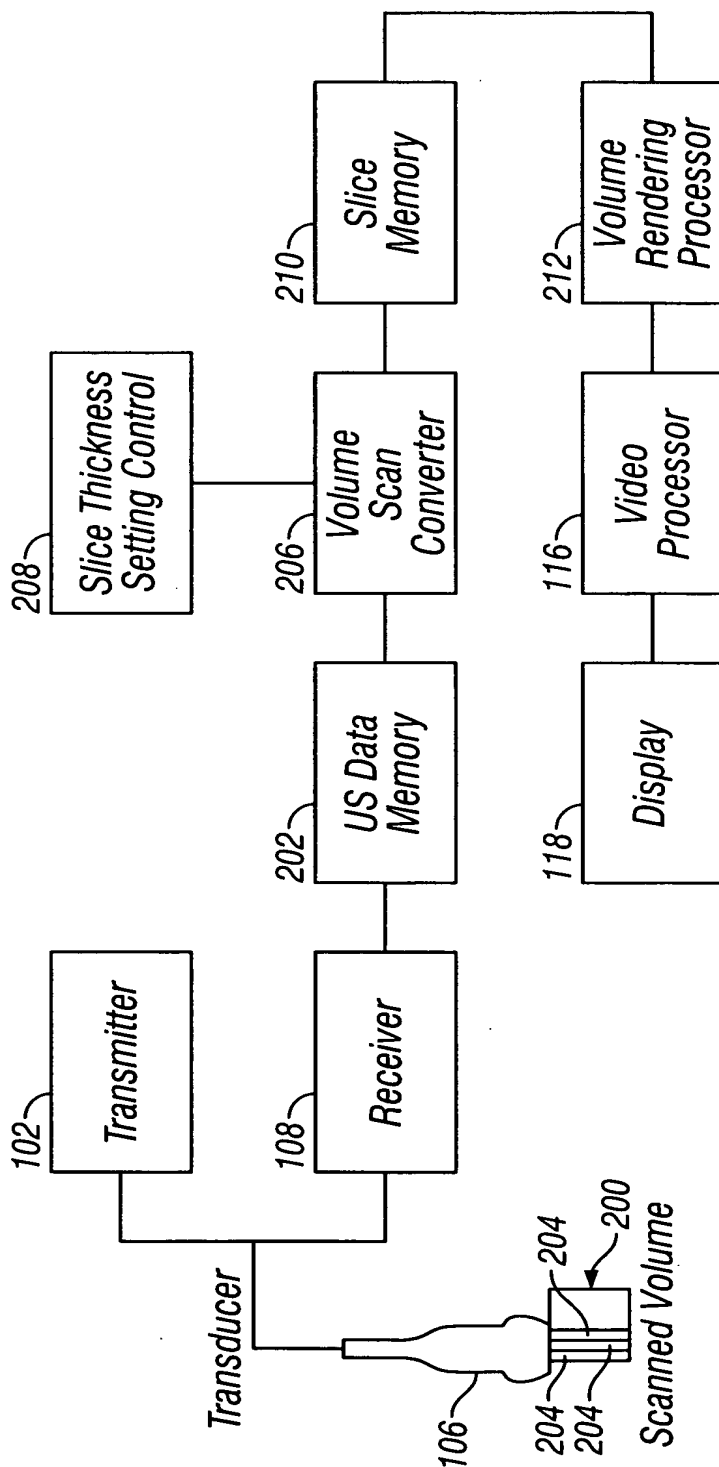 102
Transmitter
208
Slice Thickness
Setting Control
Transducer
108
Receiver
202
US Data
Memory
206
Volume
Scan
Converter
210
Slice
Memory
106
204
204
204
200
Scanned Volume
118
Display
116
Video
Processor
212
Volume
Rendering
Processor